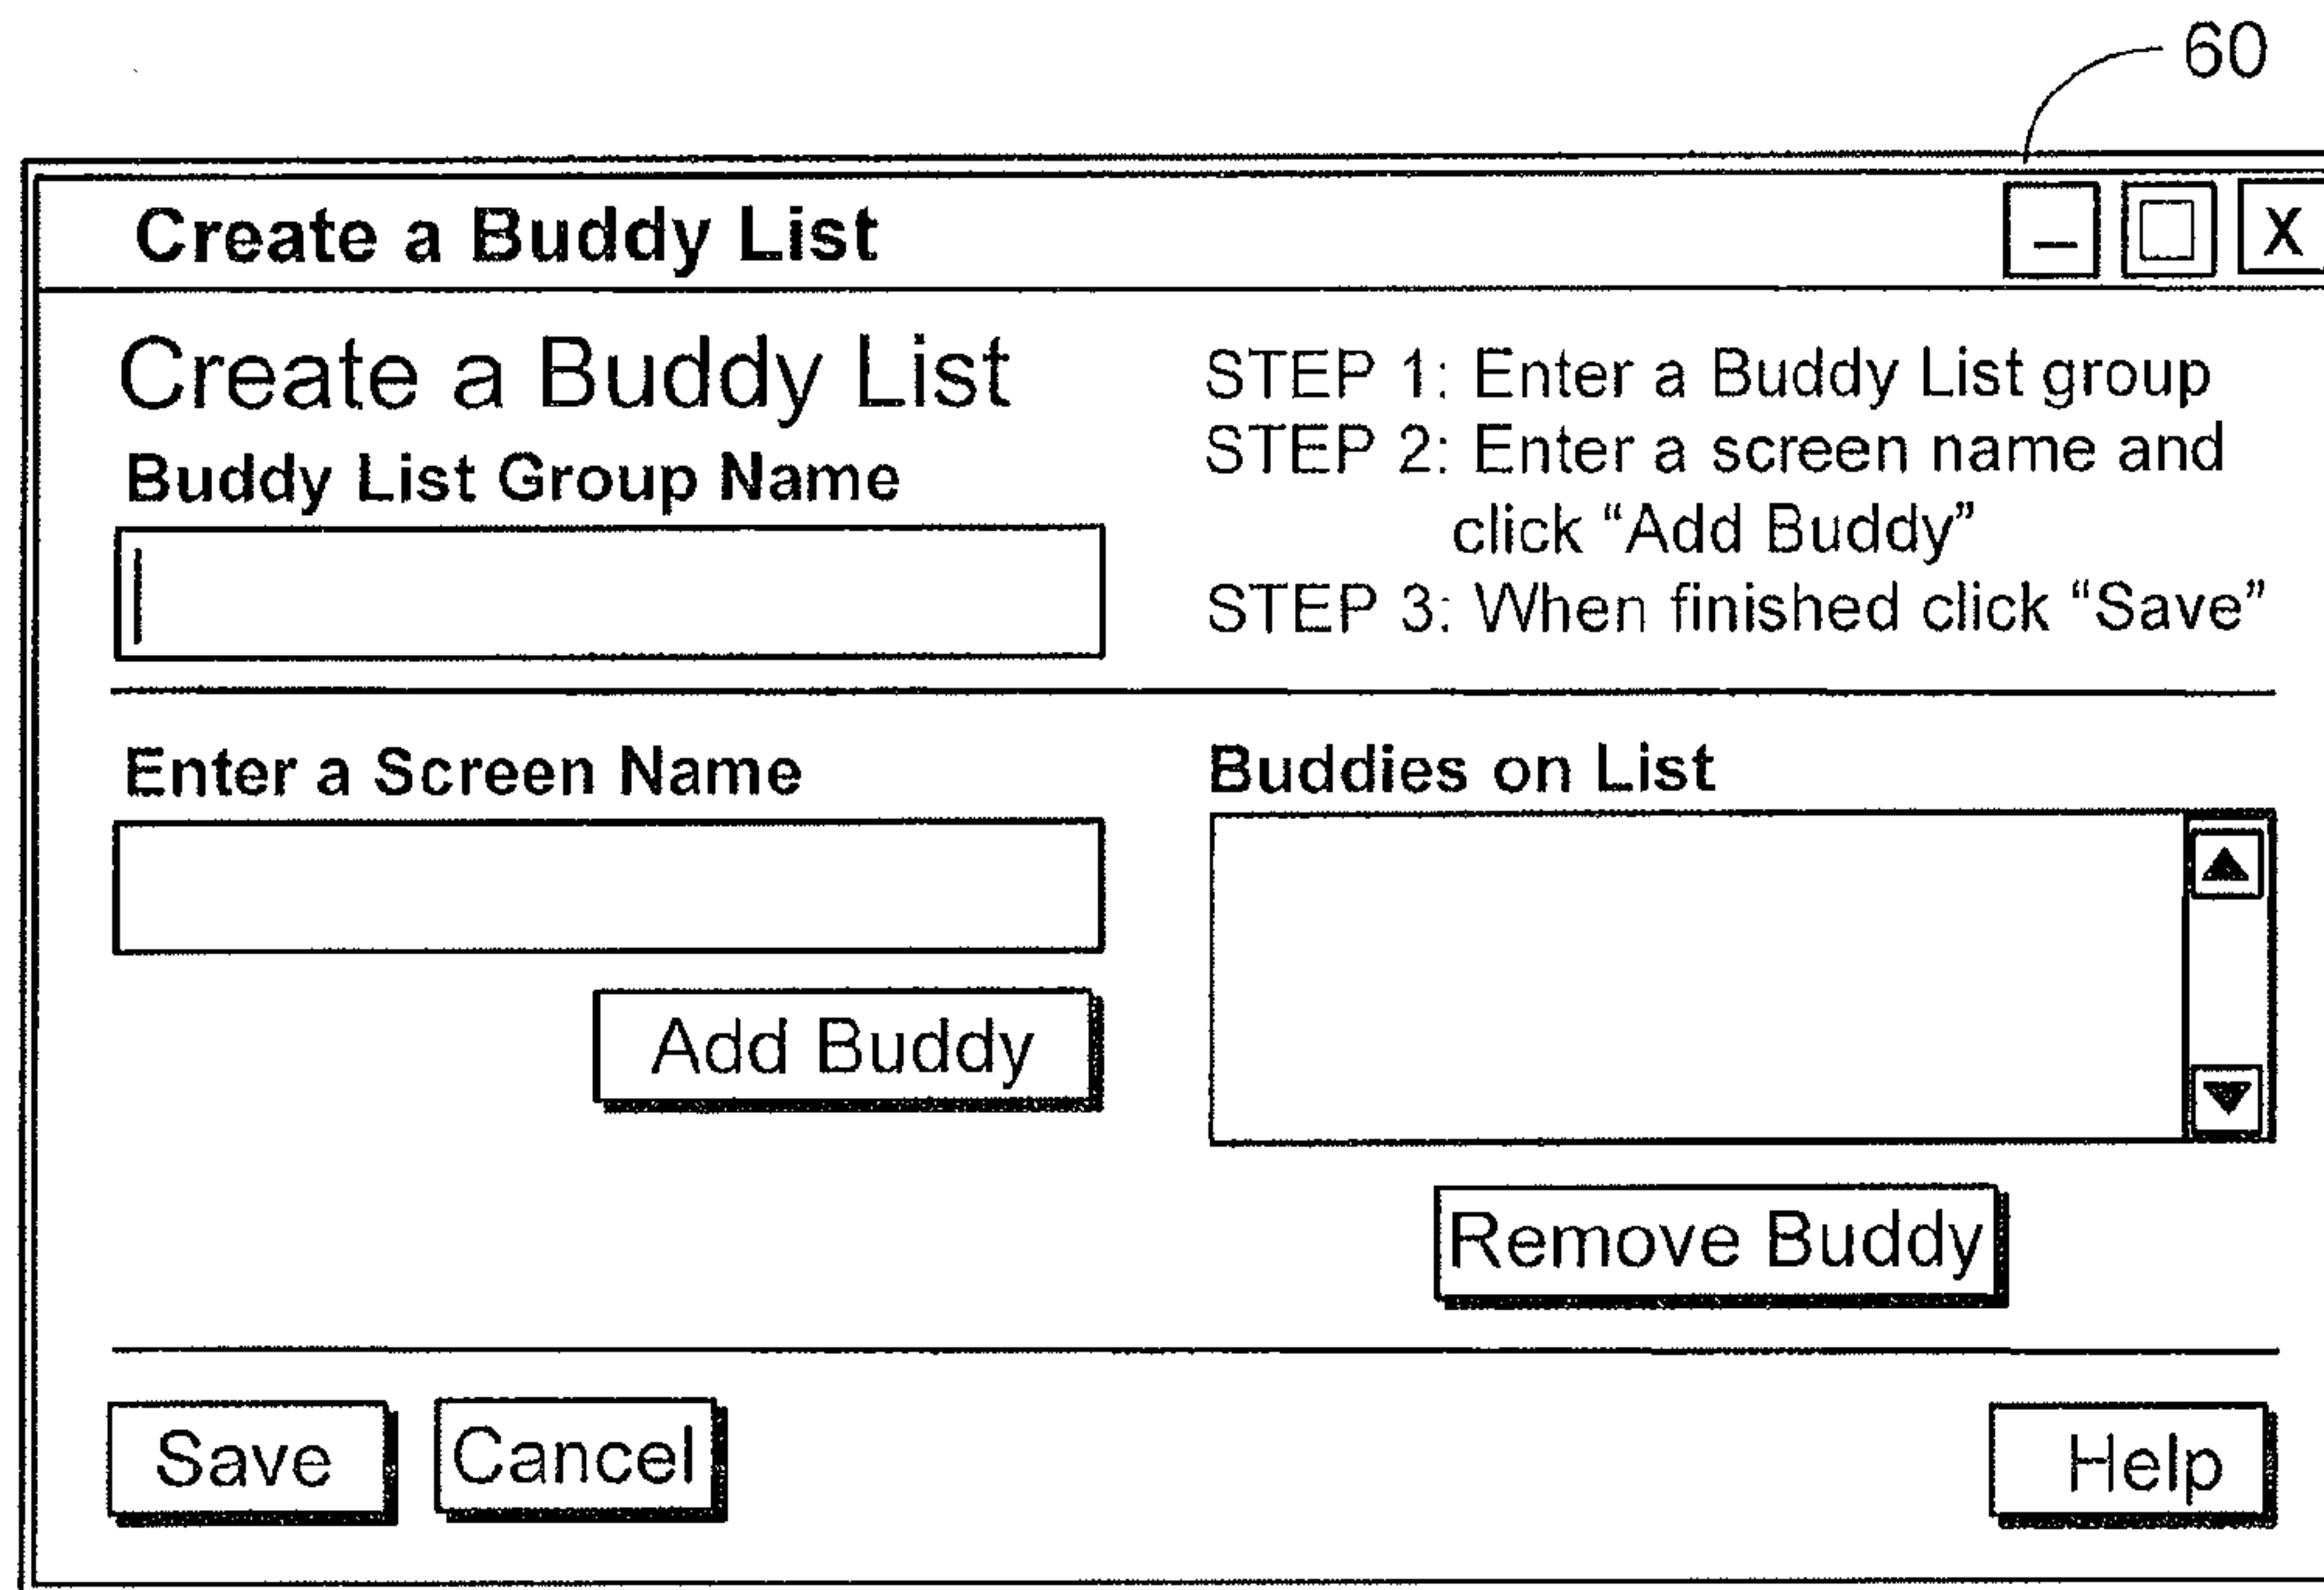 60
Create a Buddy List
X
Create a Buddy List
Buddy List Group Name
STEP 1: Enter a Buddy List group
STEP 2: Enter a screen name and
click “Add Buddy”
STEP 3: When finished click “Save”
Enter a Screen Name
Add Buddy
Buddies on List
Remove Buddy
Save
Cancel
Help